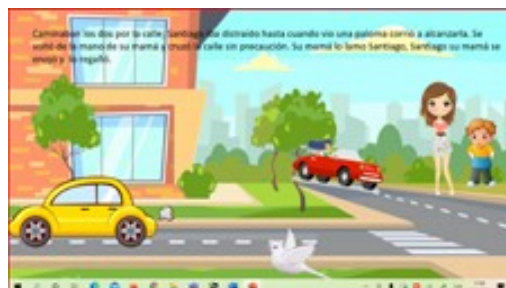 Caminaban los dos por la calle, Santiago iba distraído hasta cuando vio una paloma corrió a alcanzarla. Se
soltó de la mano de su mamá y cruzó la calle sin precaución. Su mamá lo llamo Santiago, Santiago su mamá se
enojó y lo regañó.